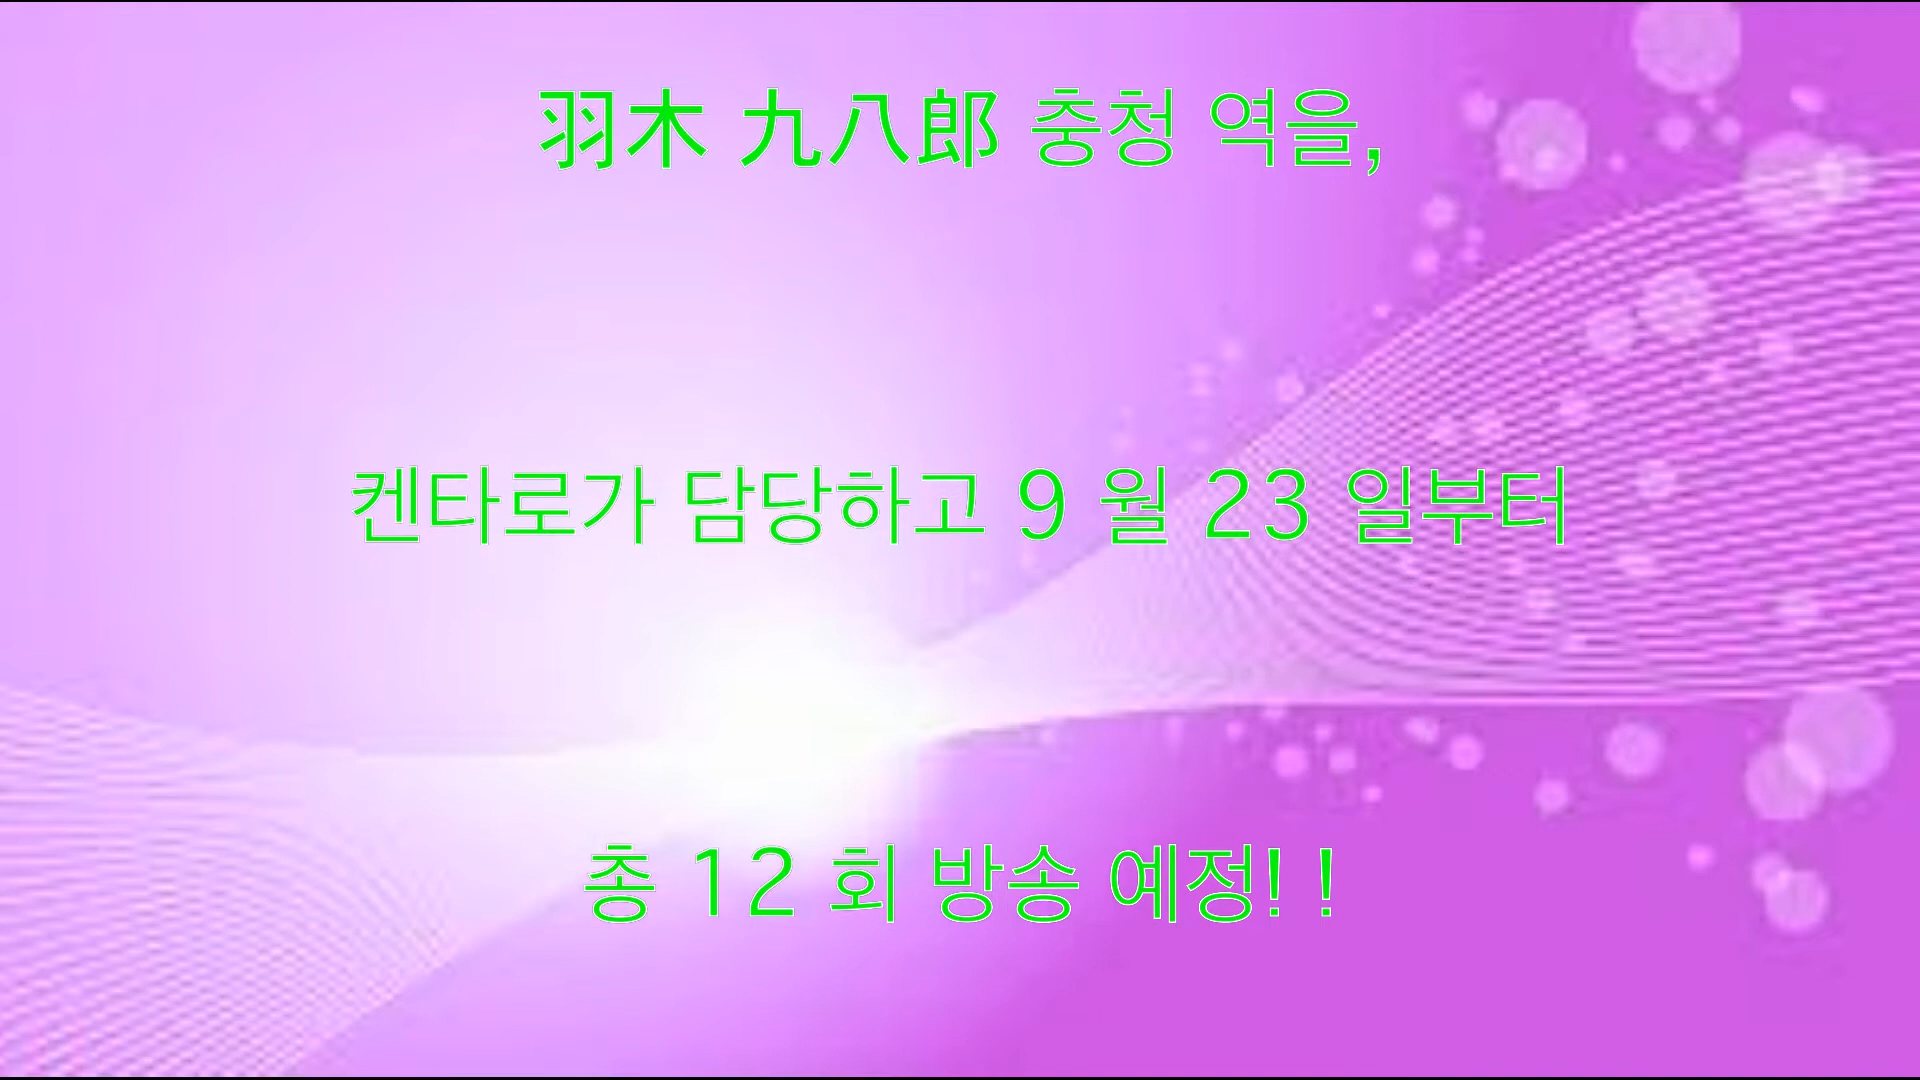 羽木 九八郎 충청 역을,
켄타로가 담당하고 9 월 23 일부터
총 12 회 방송 예정! !